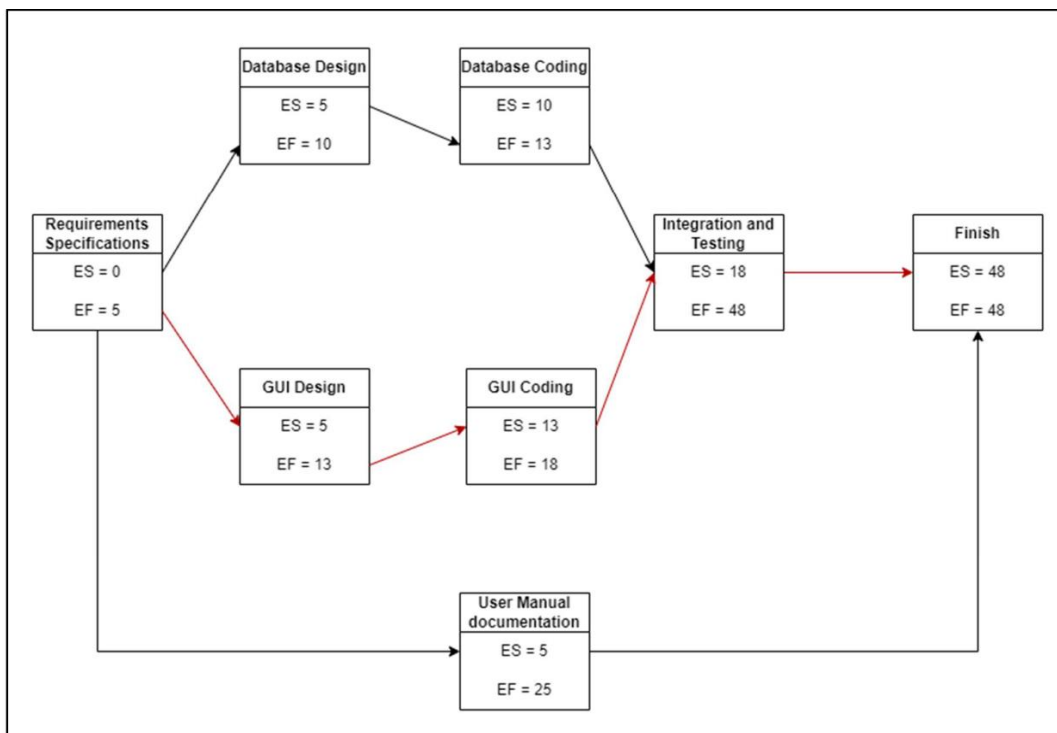 Database Design
ES = 5
EF = 10
Database Coding
ES = 10
EF = 13
Requirements
Specifications
ES = 0
EF = 5
Integration and
Testing
ES = 18
EF = 48
Finish
ES = 48
EF = 48
GUI Design
ES = 5
EF = 13
GUI Coding
ES = 13
EF = 18
User Manual
documentation
ES = 5
EF = 25